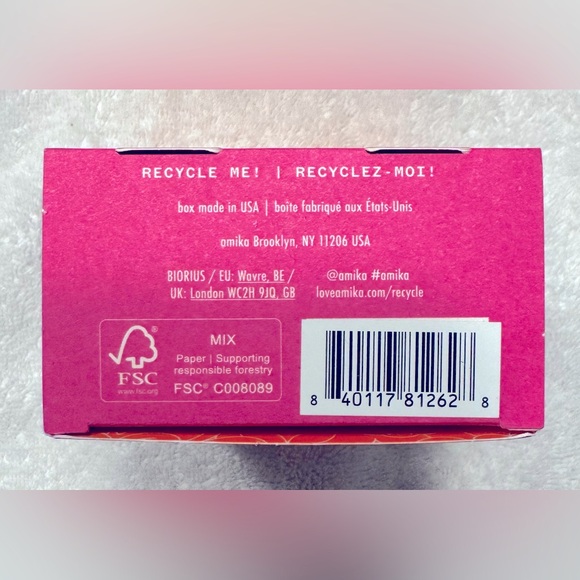 RECYCLE ME! | RECYCLEZ-MOI!
box made in USA | boîte fabriqué aux États-Unis
amika Brooklyn, NY 11206 USA
BIORIUS / EU: Wavre, BE /
UK: London WC2H 9JQ, GB
@amika #amika
loveamika.com/recycle
FSC
www.fsc.org
MIX
Paper | Supporting
responsible forestry
FSC® C008089
8 40117 81262 8